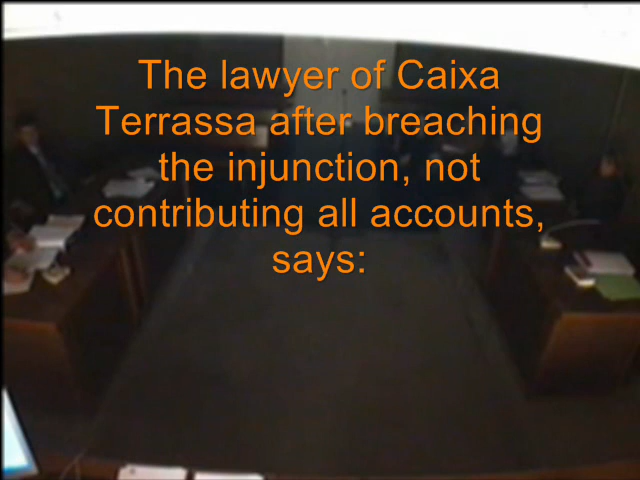 The lawyer of Caixa
Terrassa after breaching
the injunction, not
contributing all accounts,
says: